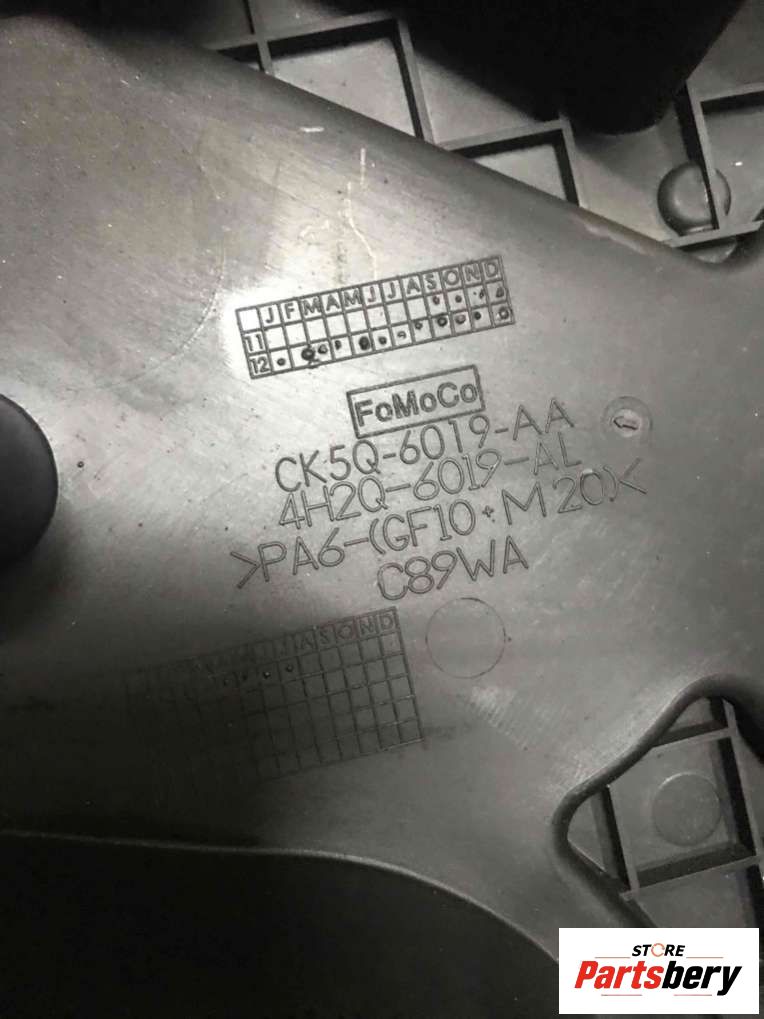 J F M A M J J A S O N D
11
12
FoMoCo
CK5Q-6019-AA
4H2Q-6019-AL
>PA6-(GF10+M20)<
C89WA
J A S O N D
STORE
Partsbery